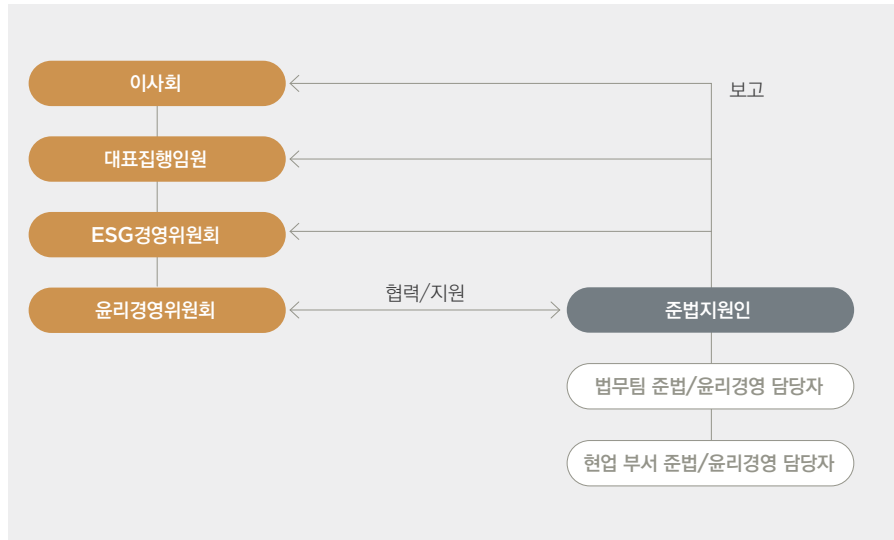 이사회
보고
대표집행임원
ESG경영위원회
윤리경영위원회
협력/지원
준법지원인
법무팀 준법/윤리경영 담당자
현업 부서 준법/윤리경영 담당자